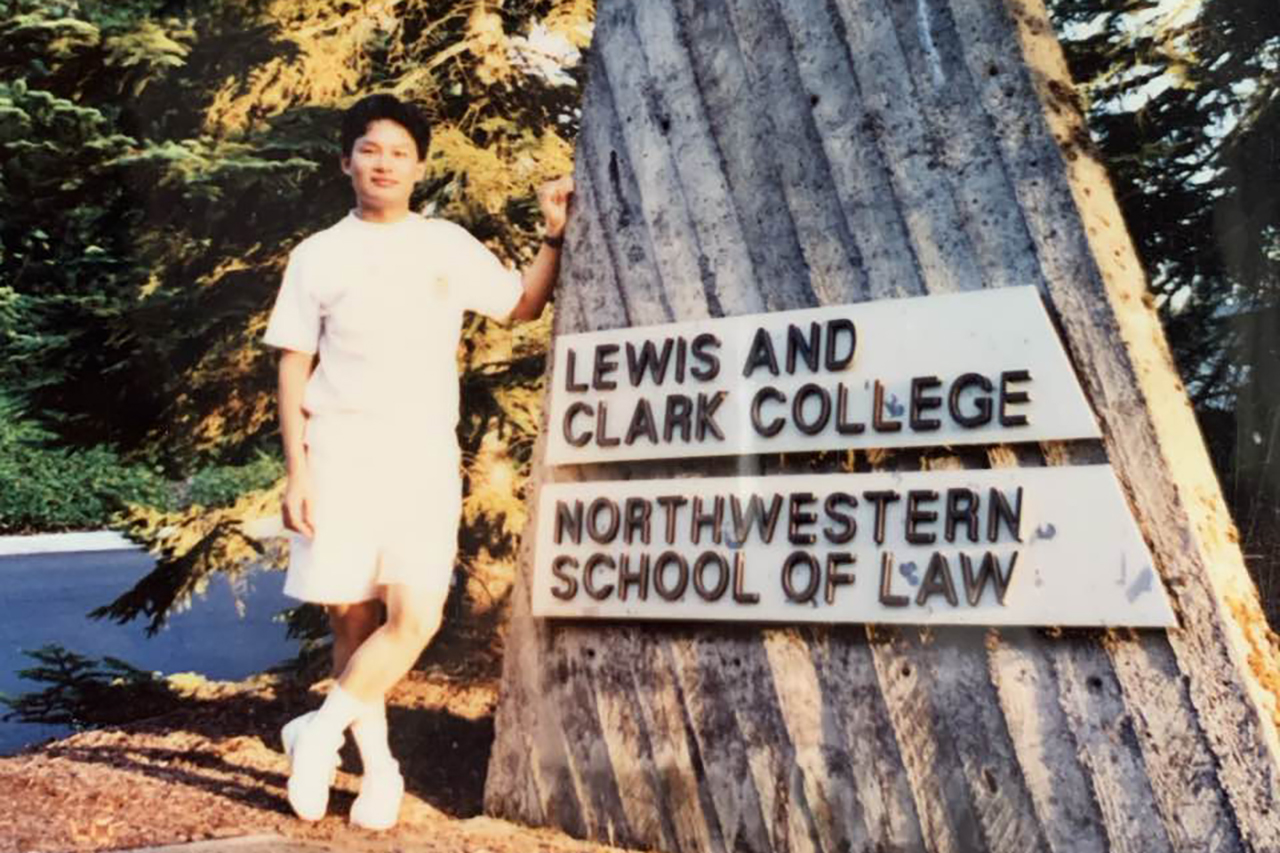 LEWIS AND
CLARK COLLEGE
NORTHWESTERN
SCHOOL OF LAW